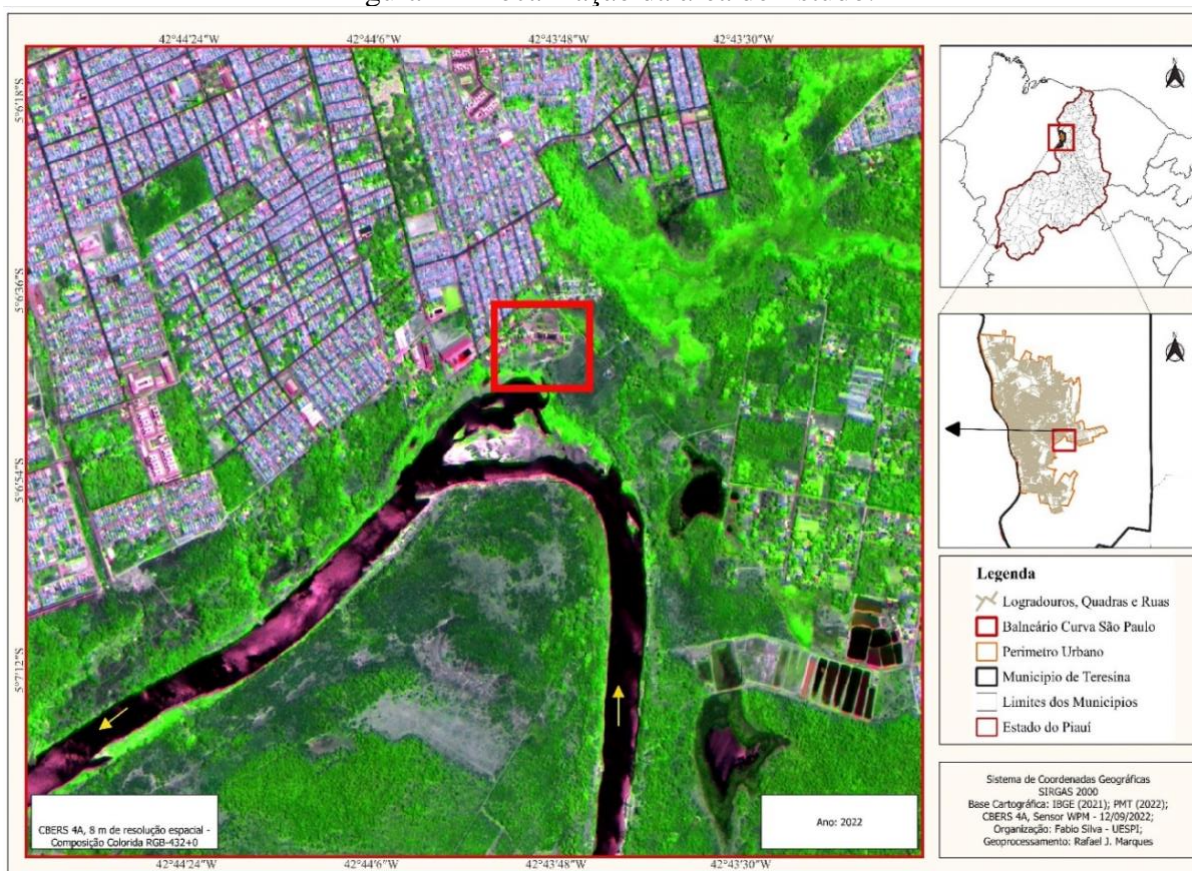 42°44'24"W 42°44'6"W 42°43'48"W 42°43'30"W
5°6'18"S
5°6'36"S
5°6'54"S
5°7'12"S
CBERS 4A, 8 m de resolução espacial -
Composição Colorida RGB-432+0
Ano: 2022
42°44'24"W 42°44'6"W 42°43'48"W 42°43'30"W
N
N
Legenda
Logradouros, Quadras e Ruas
Balneário Curva São Paulo
Perimetro Urbano
Municipio de Teresina
Limites dos Municípios
Estado do Piauí
Sistema de Coordenadas Geográficas
SIRGAS 2000
Base Cartográfica: IBGE (2021); PMT (2022);
CBERS 4A, Sensor WPM - 12/09/2022;
Organização: Fabio Silva - UESPI;
Geoprocessamento: Rafael J. Marques